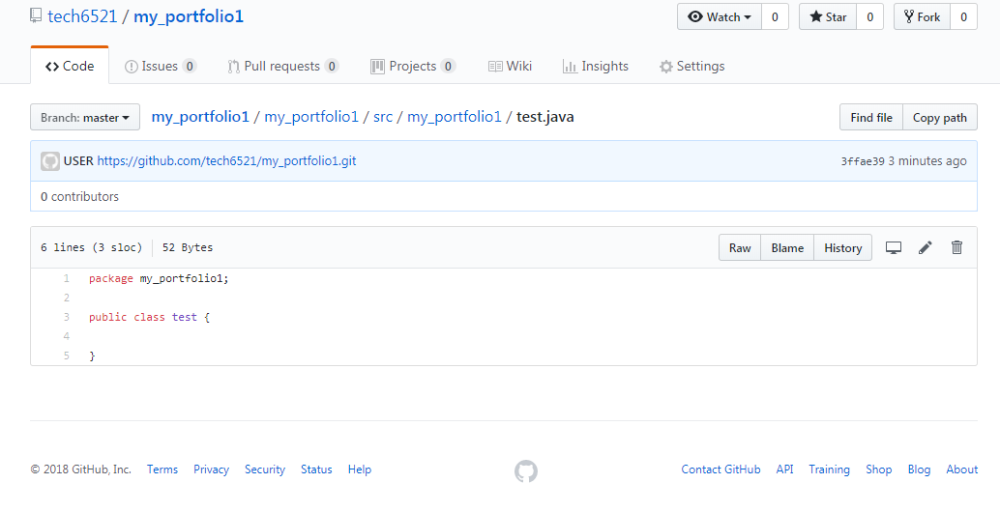 tech6521 / my_portfolio1
Watch 0 Star 0 Fork 0
Code Issues 0 Pull requests 0 Projects 0 Wiki Insights Settings
Branch: master my_portfolio1 / my_portfolio1 / src / my_portfolio1 / test.java Find file Copy path
USER https://github.com/tech6521/my_portfolio1.git 3ffae39 3 minutes ago
0 contributors
6 lines (3 sloc) 52 Bytes Raw Blame History
1 package my_portfolio1;
2
3 public class test {
4
5 }
© 2018 GitHub, Inc. Terms Privacy Security Status Help Contact GitHub API Training Shop Blog About